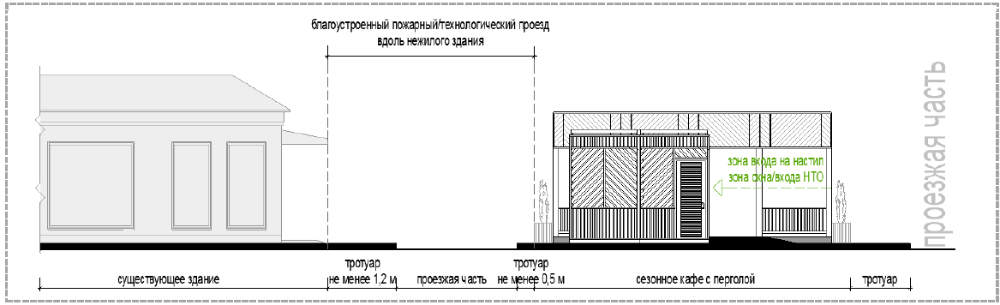 благоустроенный пожарный/технологический проезд
вдоль нежилого здания
проезжая часть
зона входа на настил
зона окна/входа НТО
существующее здание
тротуар
не менее 1,2 м
проезжая часть
тротуар
не менее 0,5 м
сезонное кафе с перголой
тротуар